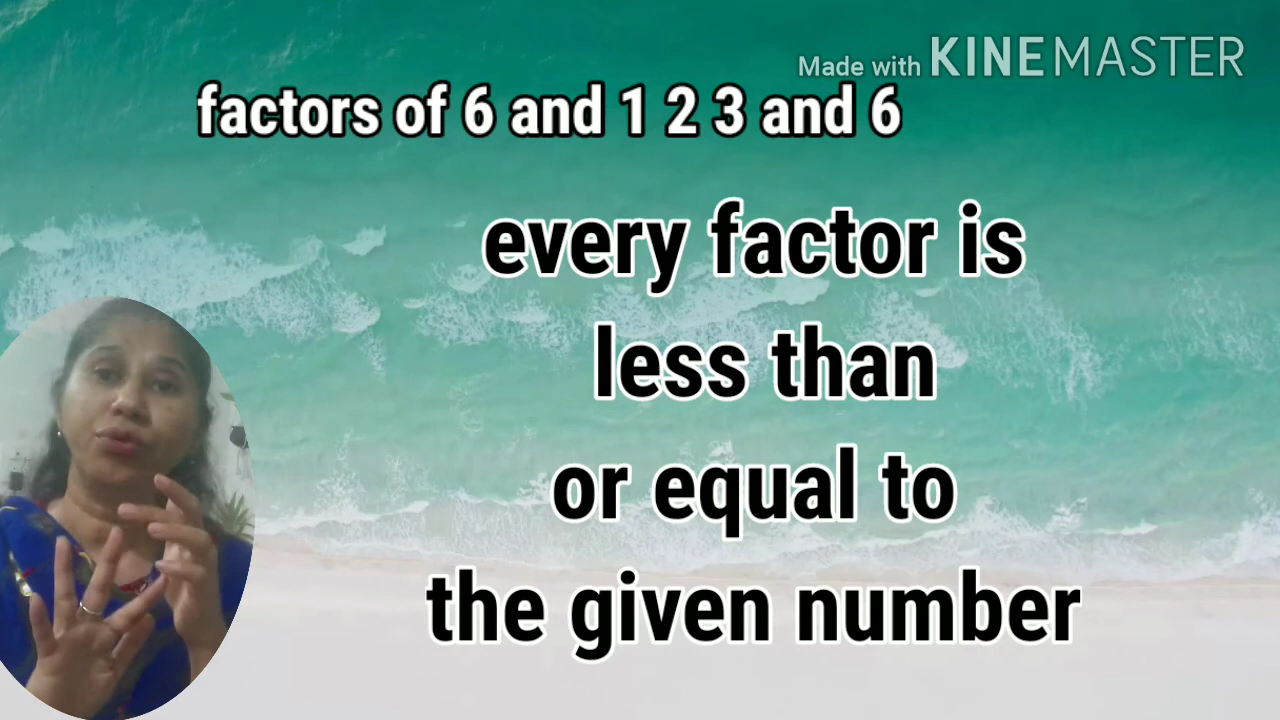 Made with KINEMASTER
factors of 6 and 1 2 3 and 6
every factor is
less than
or equal to
the given number